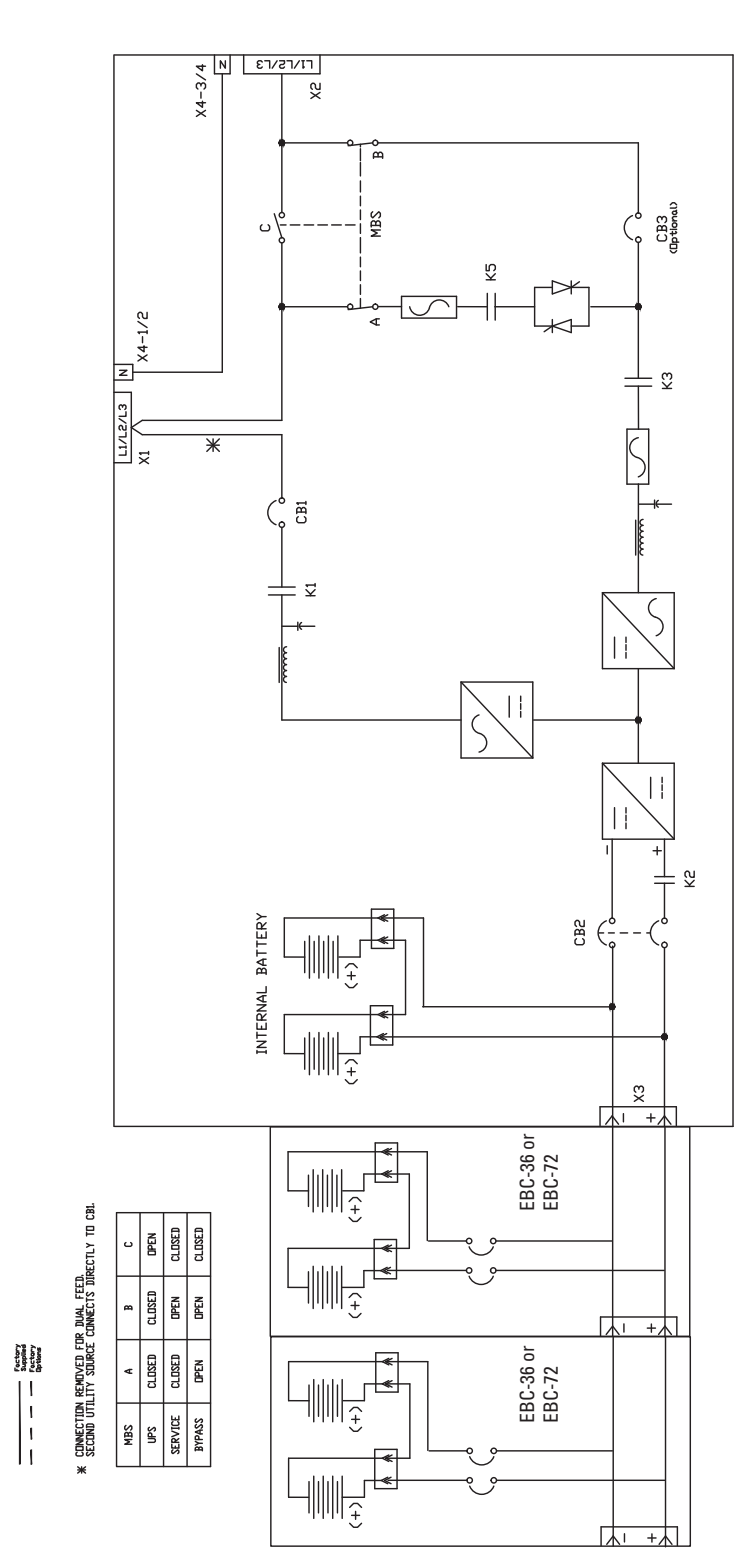 Factory
Supplied
Factory
Options
* CONNECTION REMOVED FOR DUAL FEED.
SECOND UTILITY SOURCE CONNECTS DIRECTLY TO CB1.
MBS A B C
UPS CLOSED CLOSED OPEN
SERVICE CLOSED OPEN CLOSED
BYPASS OPEN OPEN CLOSED
X4-3/4
N
L1/L2/L3
X2
X4-1/2
N
L1/L2/L3
X1
*
C
B
A
MBS
CB3
(Optional)
K5
K3
CB1
K1
K2
CB2
- +
INTERNAL BATTERY
(+)
(+)
X3
- +
EBC-36 or
EBC-72
(+)
(+)
- +
EBC-36 or
EBC-72
(+)
(+)
- +